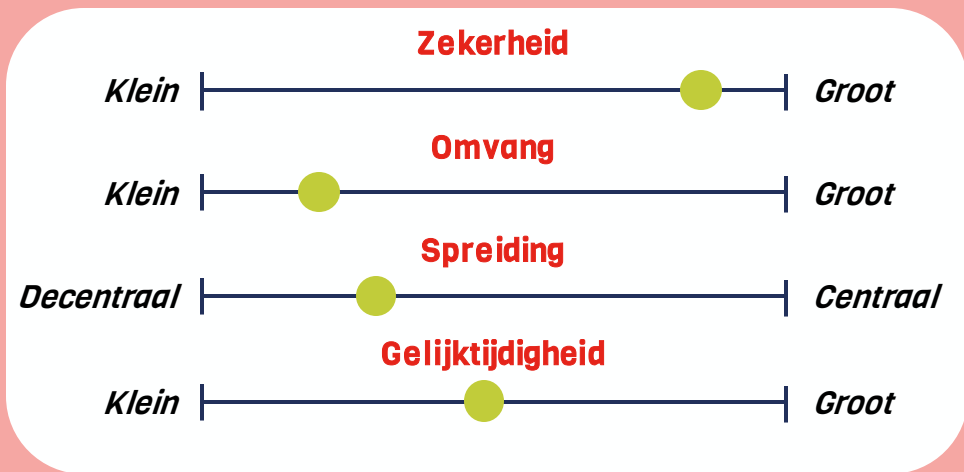 Zekerheid
Klein Groot
Omvang
Klein Groot
Spreiding
Decentraal Centraal
Gelijktijdigheid
Klein Groot